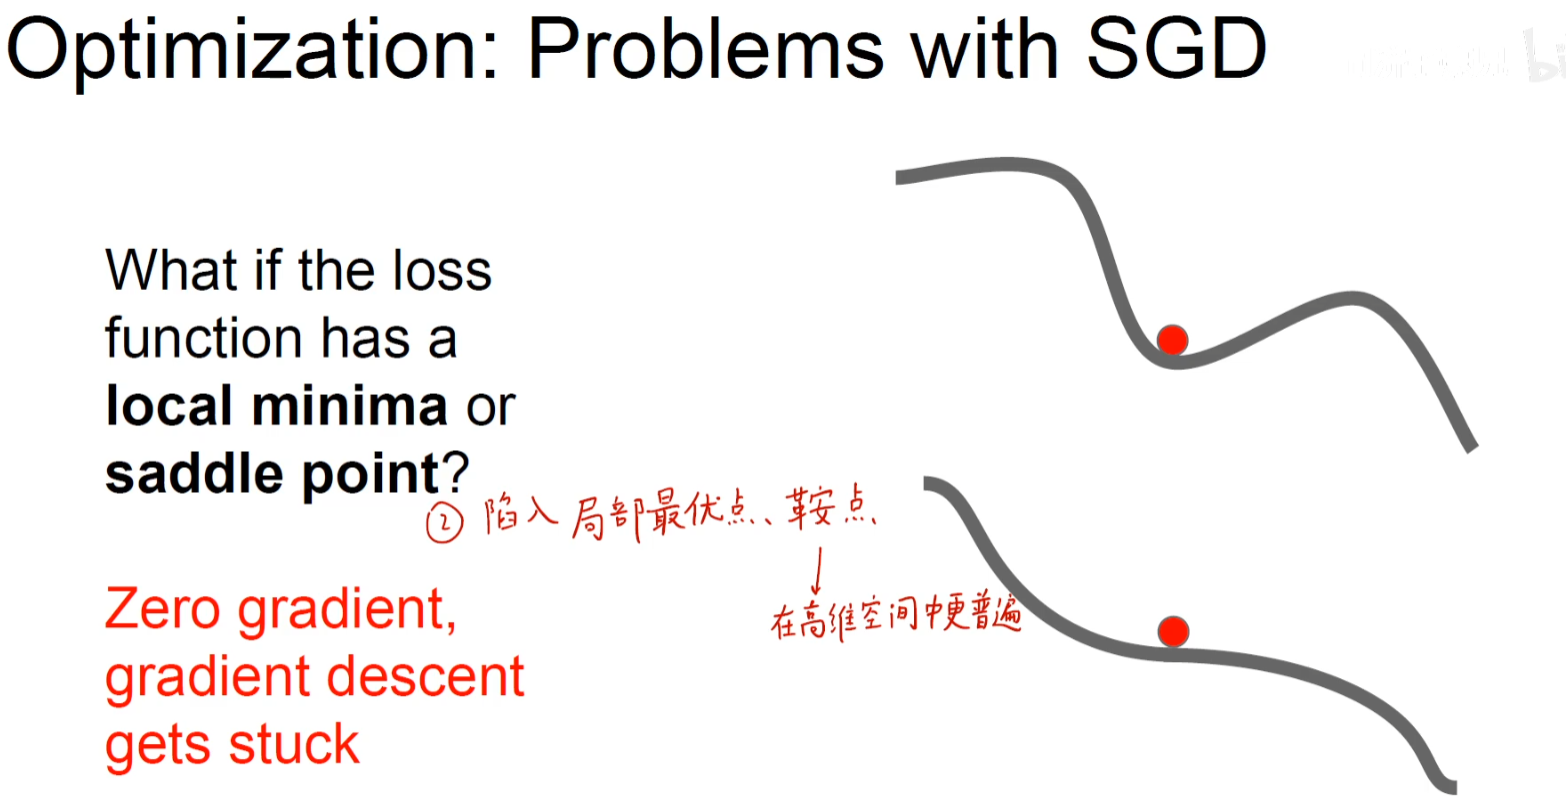 Optimization: Problems with SGD
What if the loss
function has a
local minima or
saddle point?
② 陷入局部最优点、鞍点
在高维空间中更普遍
Zero gradient,
gradient descent
gets stuck